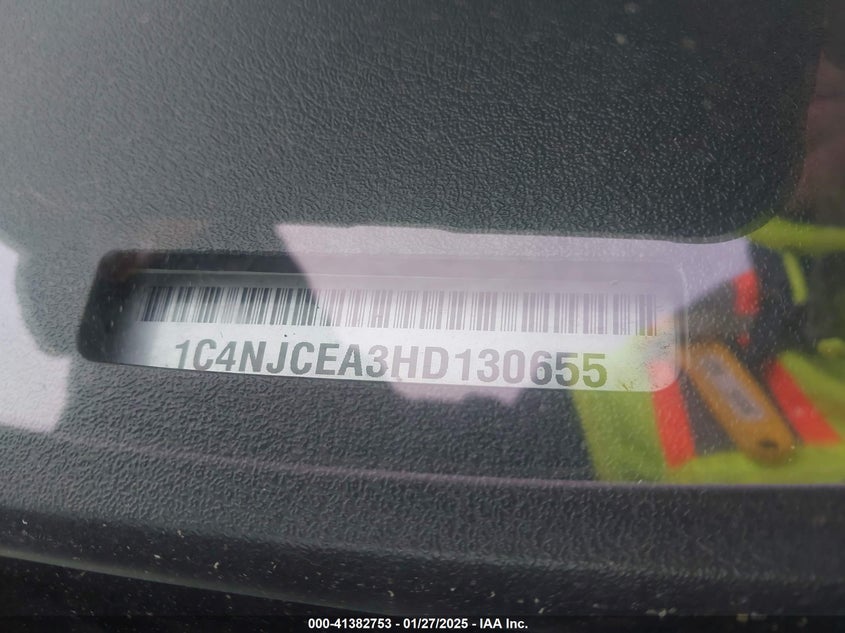 1C4NJCEA3HD130655
000-41382753 – 01/27/2025 – IAA Inc.